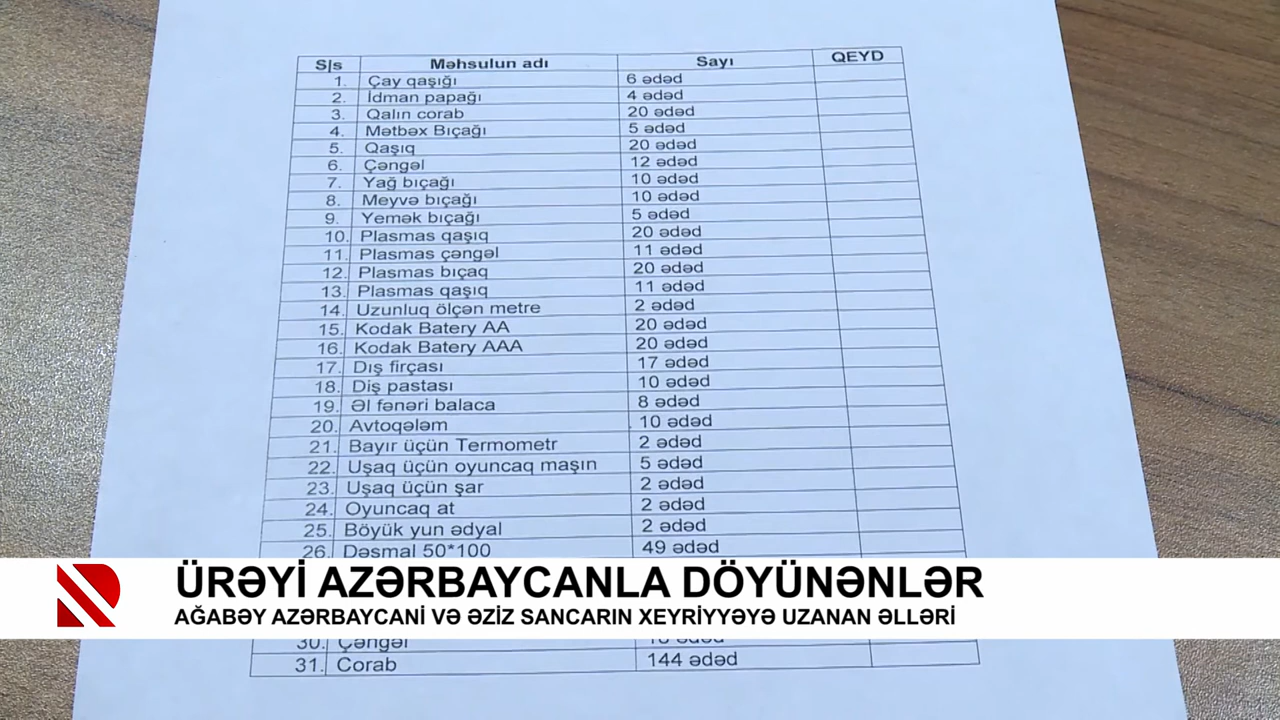 S|s Məhsulun adı Sayı QEYD
1. Çay qaşığı 6 ədəd
2. İdman papağı 4 ədəd
3. Qalın corab 20 ədəd
4. Mətbəx Bıçağı 5 ədəd
5. Qaşıq 20 ədəd
6. Çəngəl 12 ədəd
7. Yağ bıçağı 10 ədəd
8. Meyvə bıçağı 10 ədəd
9. Yemək bıçağı 5 ədəd
10. Plasmas qaşıq 20 ədəd
11. Plasmas çəngəl 11 ədəd
12. Plasmas bıçaq 20 ədəd
13. Plasmas qaşıq 11 ədəd
14. Uzunluq ölçən metre 2 ədəd
15. Kodak Batery AA 20 ədəd
16. Kodak Batery AAA 20 ədəd
17. Dış firçası 17 ədəd
18. Diş pastası 10 ədəd
19. Əl fənəri balaca 8 ədəd
20. Avtoqələm 10 ədəd
21. Bayır üçün Termometr 2 ədəd
22. Uşaq üçün oyuncaq maşın 5 ədəd
23. Uşaq üçün şar 2 ədəd
24. Oyuncaq at 2 ədəd
25. Böyük yun ədyal 2 ədəd
26. Dəsmal 50*100 49 ədəd
ÜRƏYİ AZƏRBAYCANLA DÖYÜNƏNLƏR
AĞABƏY AZƏRBAYCANİ VƏ ƏZİZ SANCARIN XEYRİYYƏYƏ UZANAN ƏLLƏRİ
30. Çəngəl ədəd
31. Corab 144 ədəd